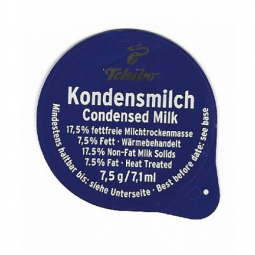 Tchibo
Kondensmilch
Condensed Milk
17,5% fettfreie Milchtrockenmasse
7,5% Fett · Wärmebehandelt
17.5% Non-Fat Milk Solids
7.5% Fat · Heat Treated
7,5 g / 7,1 ml
Mindestens haltbar bis: siehe Unterseite · Best before date: see base